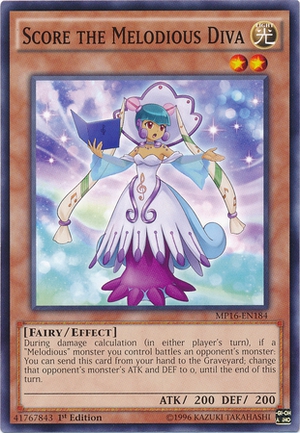 Score the Melodious Diva
LIGHT
光
MP16-EN184
[Fairy/Effect]
During damage calculation (in either player's turn), if a
"Melodious" monster you control battles an opponent's monster:
You can send this card from your hand to the Graveyard; change
that opponent's monster's ATK and DEF to 0, until the end of this
turn.
ATK/ 200 DEF/ 200
41767843 1st Edition ©1996 KAZUKI TAKAHASHI